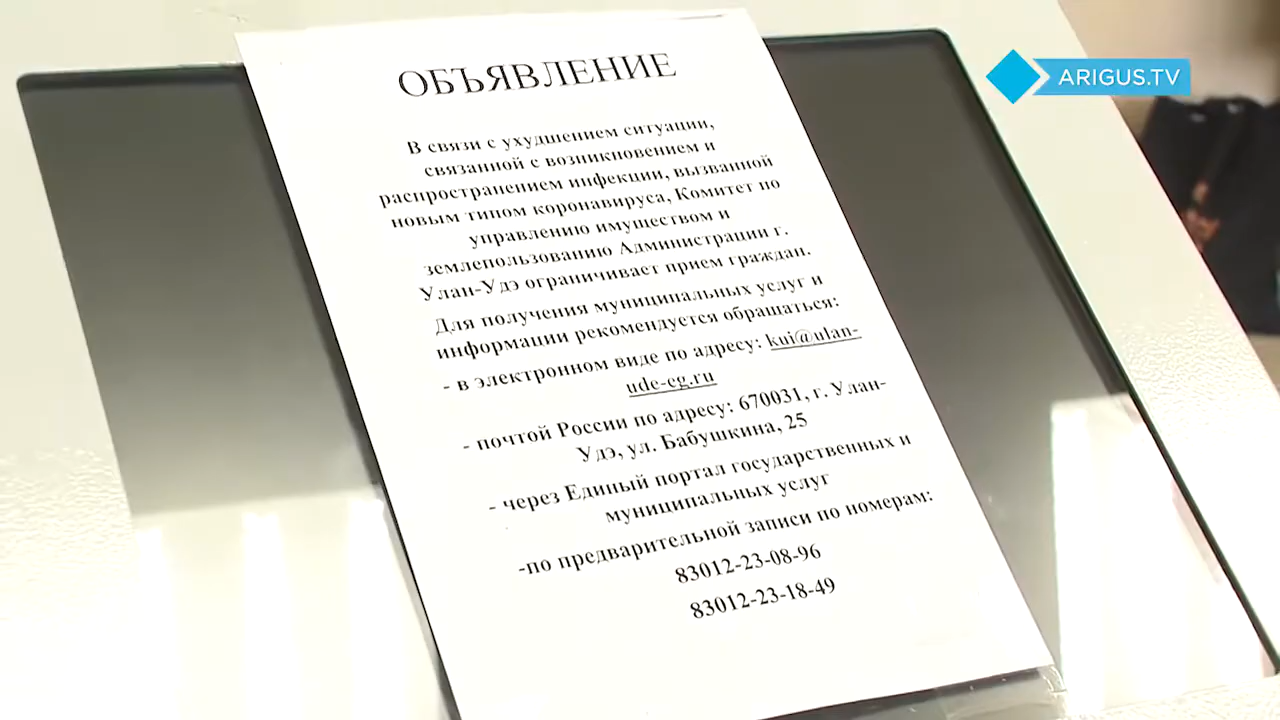 ARIGUS.TV
ОБЪЯВЛЕНИЕ
В связи с ухудшением ситуации,
связанной с возникновением и
распространением инфекции, вызванной
новым типом коронавируса, Комитет по
управлению имуществом и
землепользованию Администрации г.
Улан-Удэ ограничивает прием граждан.
Для получения муниципальных услуг и
информации рекомендуется обращаться:
- в электронном виде по адресу: kui@ulan-
ude-eg.ru
- почтой России по адресу: 670031, г. Улан-
Удэ, ул. Бабушкина, 25
- через Единый портал государственных и
муниципальных услуг
-по предварительной записи по номерам:
83012-23-08-96
83012-23-18-49